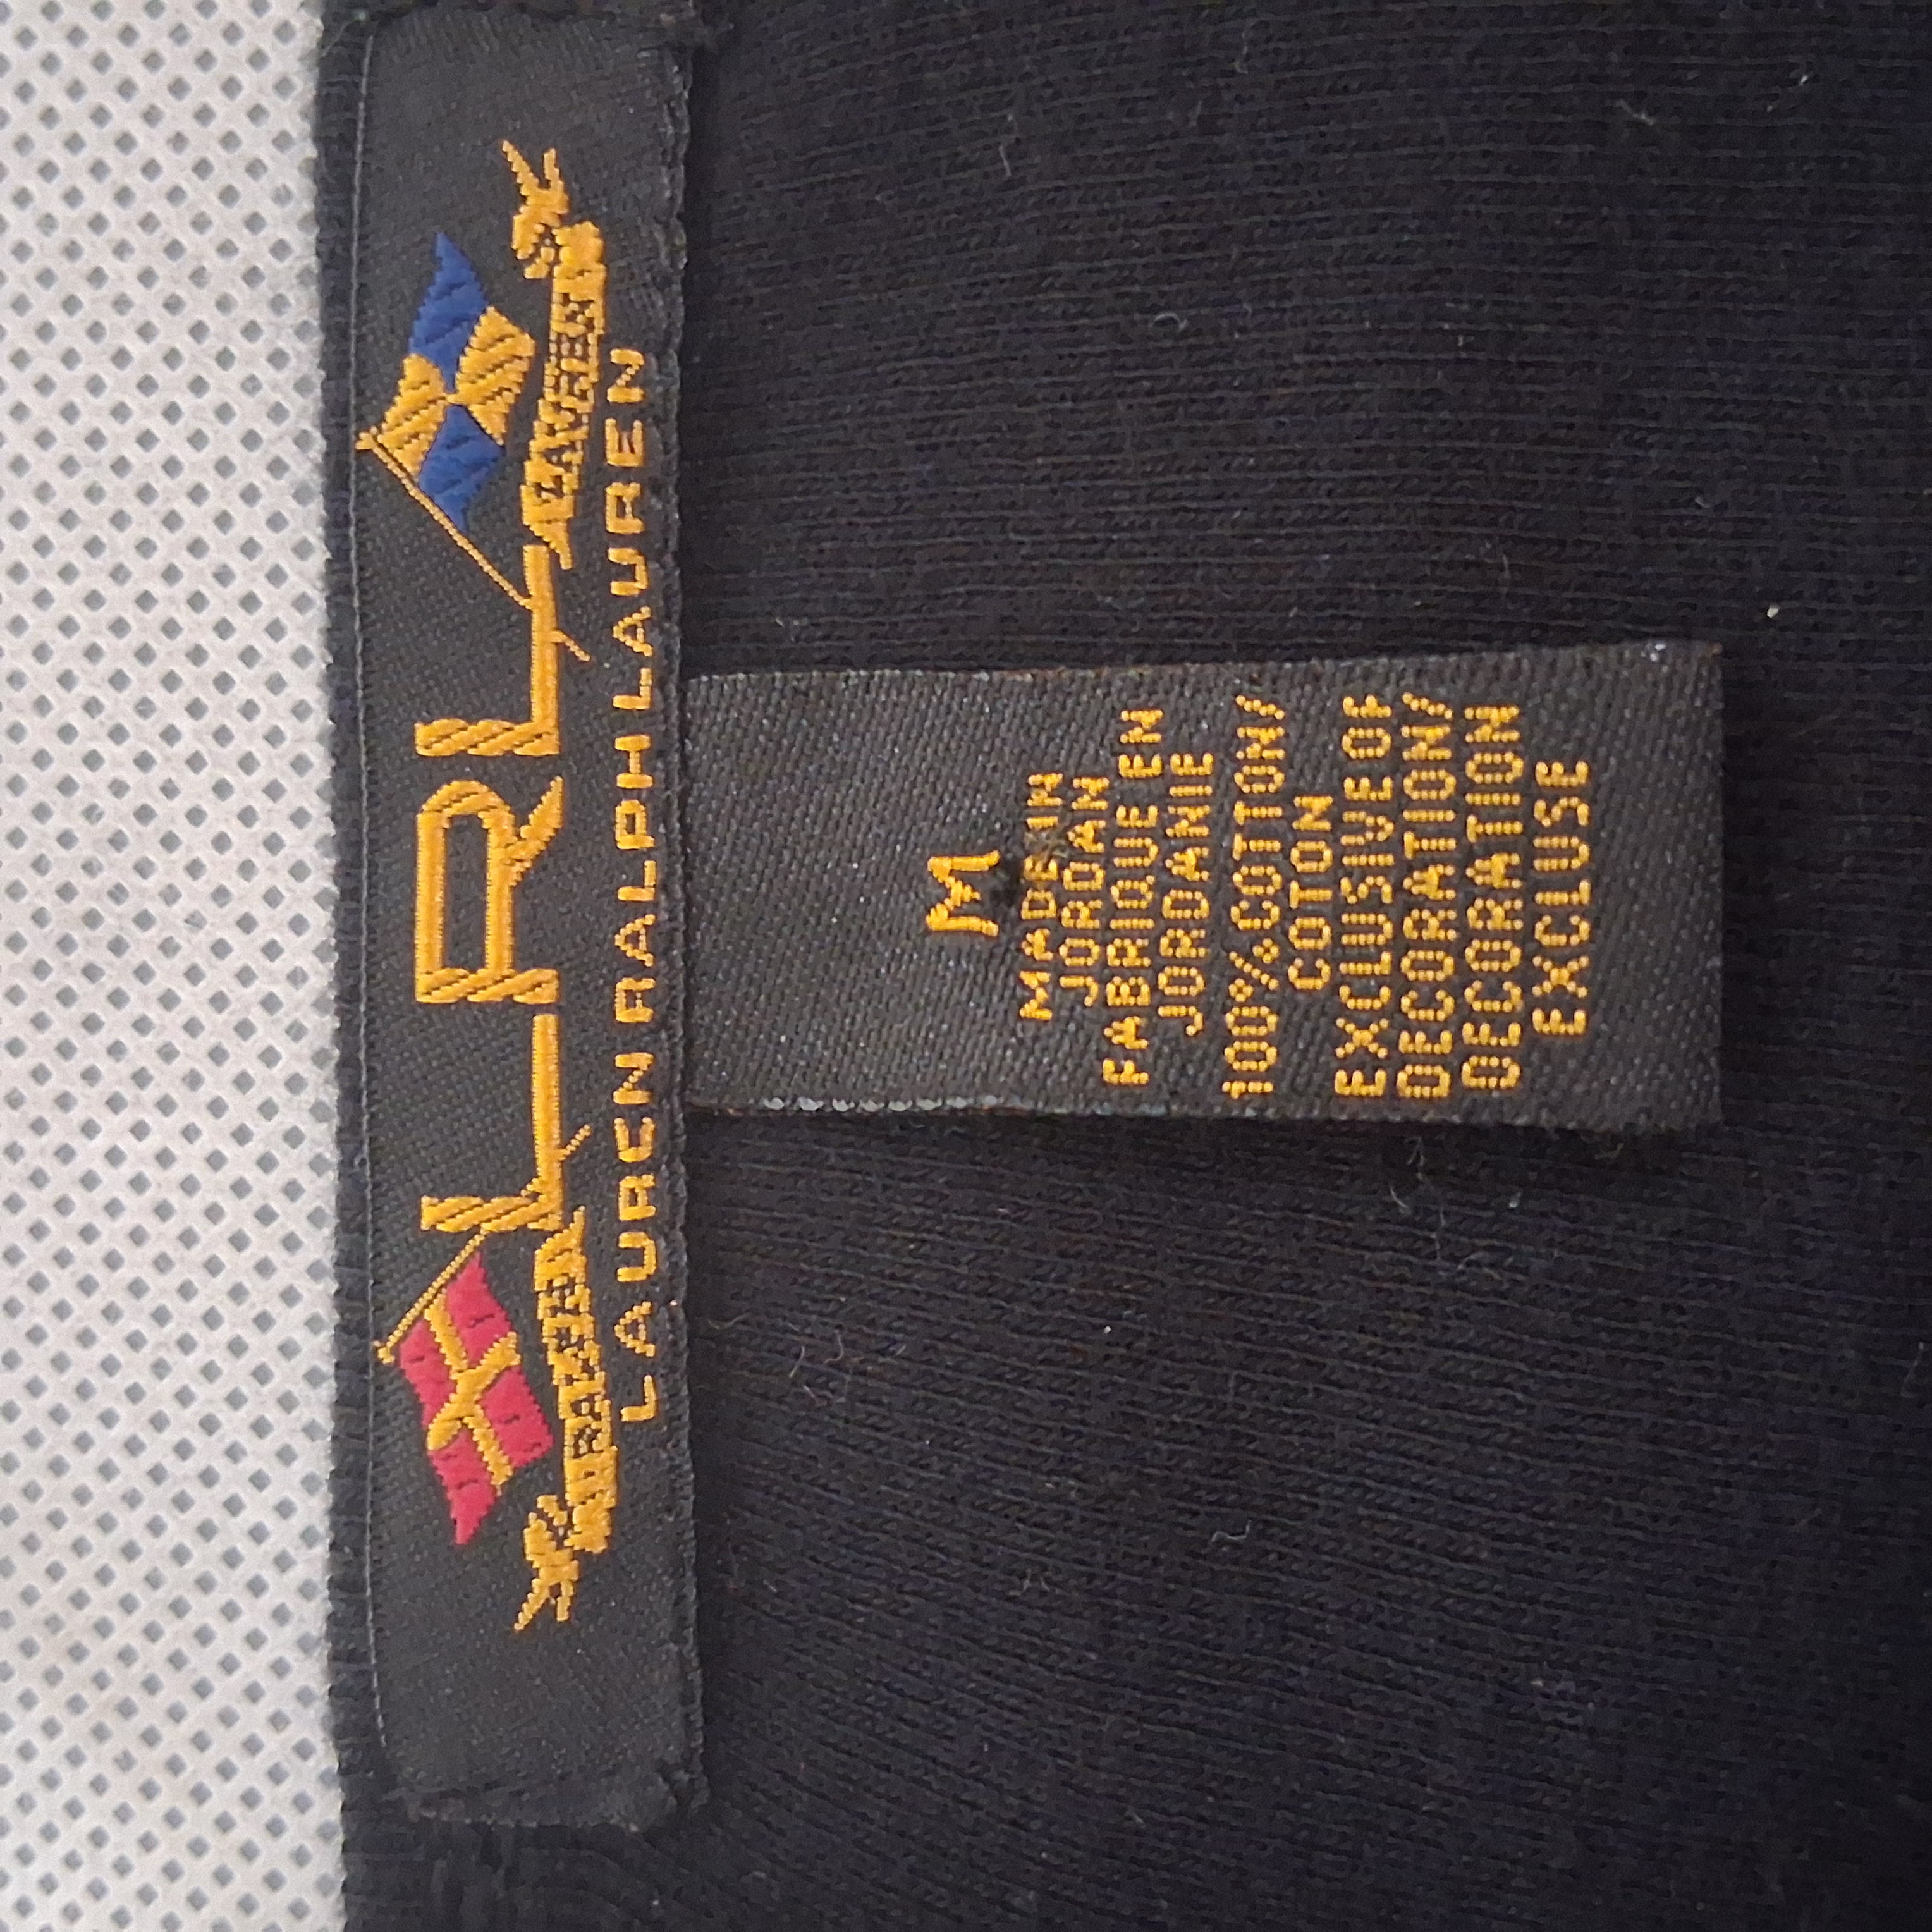 LRL
LAUREN
LAUREN RALPH LAUREN
M
MADE IN
JORDAN
FABRIQUE EN
JORDANIE
100% COTTON/
COTON
EXCLUSIVE OF
DECORATION/
DECORATION
EXCLUSE